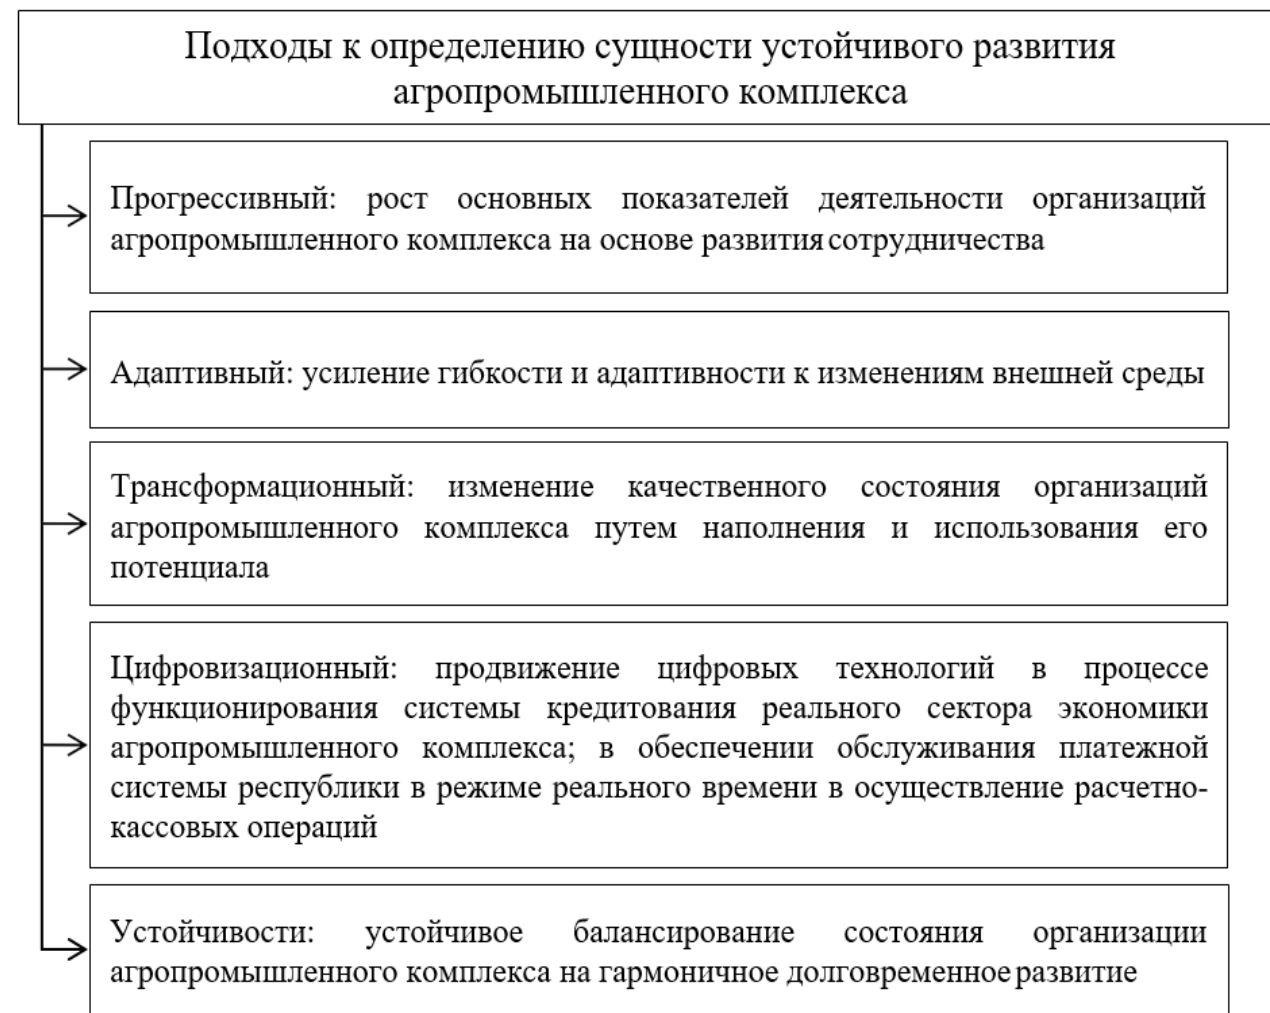 Подходы к определению сущности устойчивого развития
агропромышленного комплекса
Прогрессивный: рост основных показателей деятельности организаций
агропромышленного комплекса на основе развития сотрудничества
Адаптивный: усиление гибкости и адаптивности к изменениям внешней среды
Трансформационный: изменение качественного состояния организаций
агропромышленного комплекса путем наполнения и использования его
потенциала
Цифровизационный: продвижение цифровых технологий в процессе
функционирования системы кредитования реального сектора экономики
агропромышленного комплекса; в обеспечении обслуживания платежной
системы республики в режиме реального времени в осуществление расчетно-
кассовых операций
Устойчивости: устойчивое балансирование состояния организации
агропромышленного комплекса на гармоничное долговременное развитие